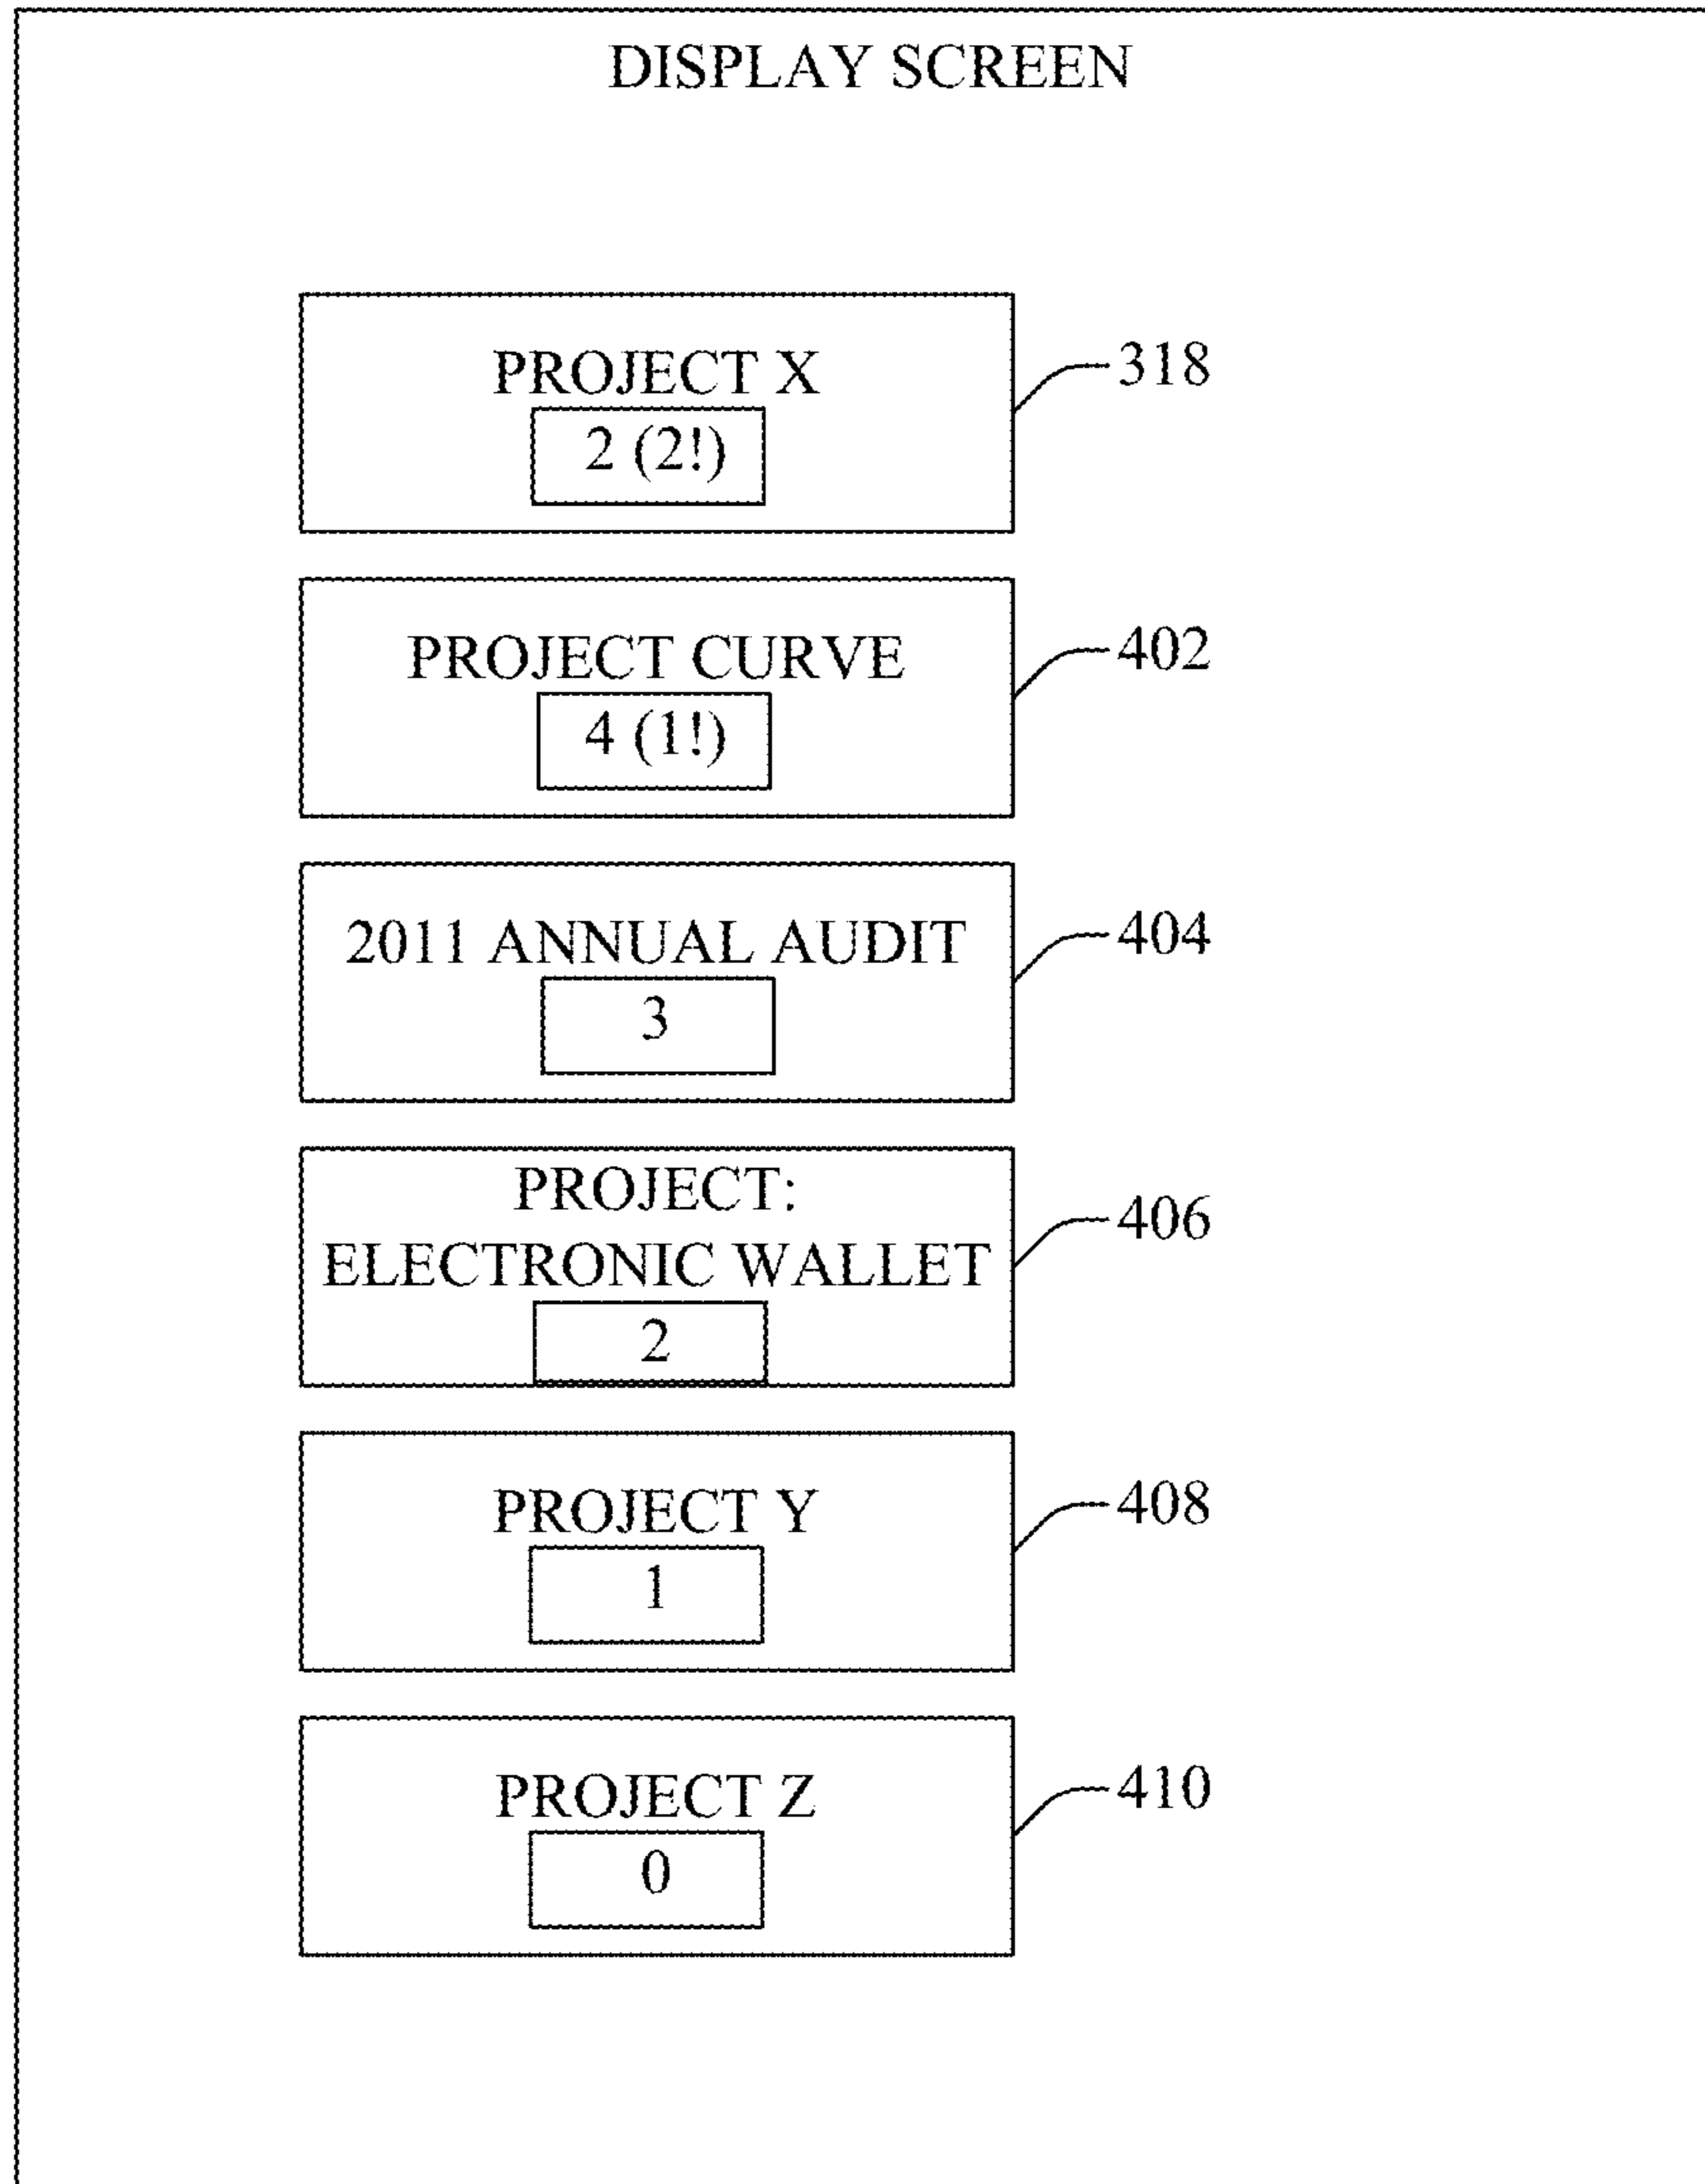 DISPLAY SCREEN
PROJECT X
2 (2!)
318
PROJECT CURVE
4 (1!)
402
2011 ANNUAL AUDIT
3
404
PROJECT:
ELECTRONIC WALLET
2
406
PROJECT Y
1
408
PROJECT Z
0
410